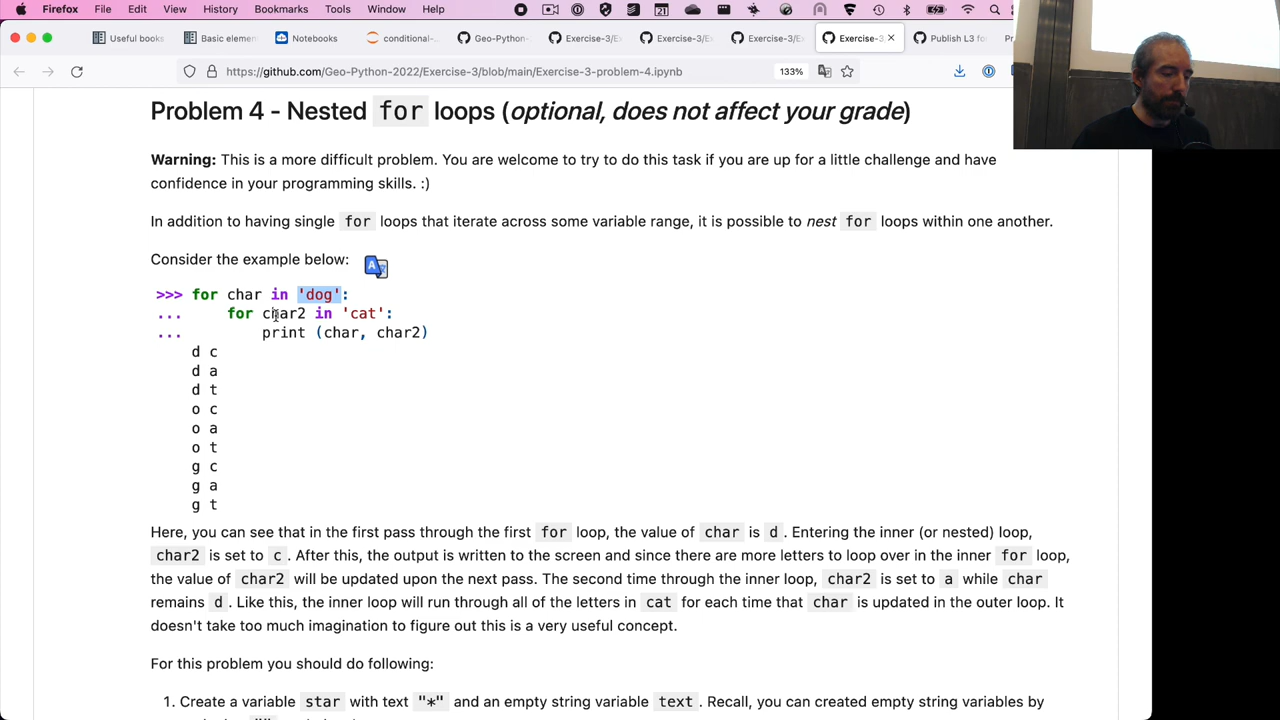 Firefox File Edit View History Bookmarks Tools Window Help
Useful books
Basic elemen
Notebooks
conditional-
Geo-Python-
Exercise-3/E
Exercise-3/E
Exercise-3/E
Exercise-3
Publish L3 fo
https://github.com/Geo-Python-2022/Exercise-3/blob/main/Exercise-3-problem-4.ipynb
133%
Problem 4 - Nested for loops (optional, does not affect your grade)
Warning: This is a more difficult problem. You are welcome to try to do this task if you are up for a little challenge and have
confidence in your programming skills. :)
In addition to having single for loops that iterate across some variable range, it is possible to nest for loops within one another.
Consider the example below:
>>> for char in 'dog':
... for char2 in 'cat':
... print (char, char2)
d c
d a
d t
o c
o a
o t
g c
g a
g t
Here, you can see that in the first pass through the first for loop, the value of char is d . Entering the inner (or nested) loop,
char2 is set to c . After this, the output is written to the screen and since there are more letters to loop over in the inner for loop,
the value of char2 will be updated upon the next pass. The second time through the inner loop, char2 is set to a while char
remains d . Like this, the inner loop will run through all of the letters in cat for each time that char is updated in the outer loop. It
doesn't take too much imagination to figure out this is a very useful concept.
For this problem you should do following:
1. Create a variable star with text "*" and an empty string variable text . Recall, you can created empty string variables by